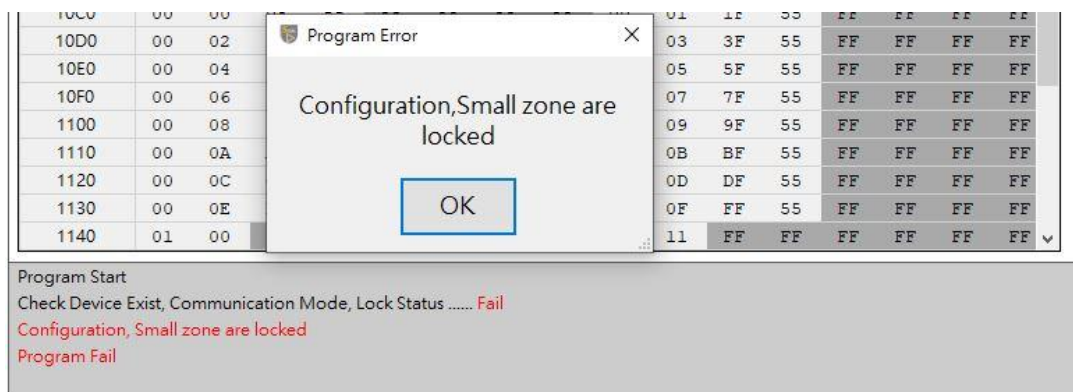 01 1F 55 FF FF FF FF
10D0 00 02 Program Error 03 3F 55 FF FF FF FF
10E0 00 04 05 5F 55 FF FF FF FF
10F0 00 06 07 7F 55 FF FF FF FF
Configuration,Small zone are
1100 00 08 09 9F 55 FF FF FF FF
locked
1110 00 0A 0B BF 55 FF FF FF FF
1120 00 0C 0D DF 55 FF FF FF FF
1130 00 0E 0F FF 55 FF FF FF FF
OK
1140 01 00 11 FF FF FF FF FF FF
Program Start
Check Device Exist, Communication Mode, Lock Status ...... Fail
Configuration, Small zone are locked
Program Fail